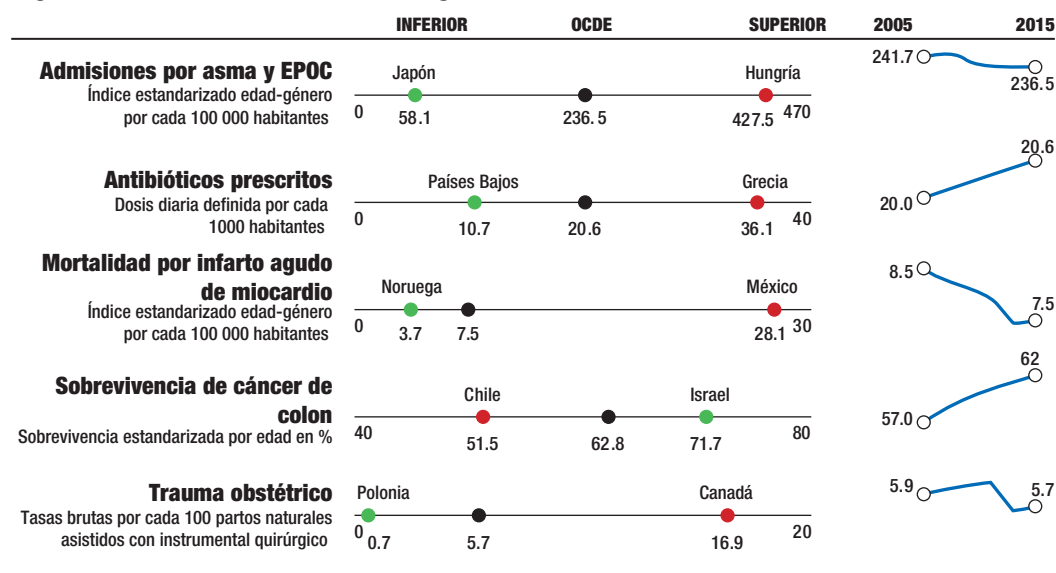 INFERIOR OCDE SUPERIOR 2005 2015
Admisiones por asma y EPOC
Índice estandarizado edad-género
por cada 100 000 habitantes
Japón Hungría
0 58.1 236.5 427.5 470
241.7 236.5
Antibióticos prescritos
Dosis diaria definida por cada
1000 habitantes
Países Bajos Grecia
0 10.7 20.6 36.1 40
20.0 20.6
Mortalidad por infarto agudo
de miocardio
Índice estandarizado edad-género
por cada 100 000 habitantes
Noruega México
0 3.7 7.5 28.1 30
8.5 7.5
Sobrevivencia de cáncer de
colon
Sobrevivencia estandarizada por edad en %
Chile Israel
40 51.5 62.8 71.7 80
57.0 62
Trauma obstétrico
Tasas brutas por cada 100 partos naturales
asistidos con instrumental quirúrgico
Polonia Canadá
0 0.7 5.7 16.9 20
5.9 5.7